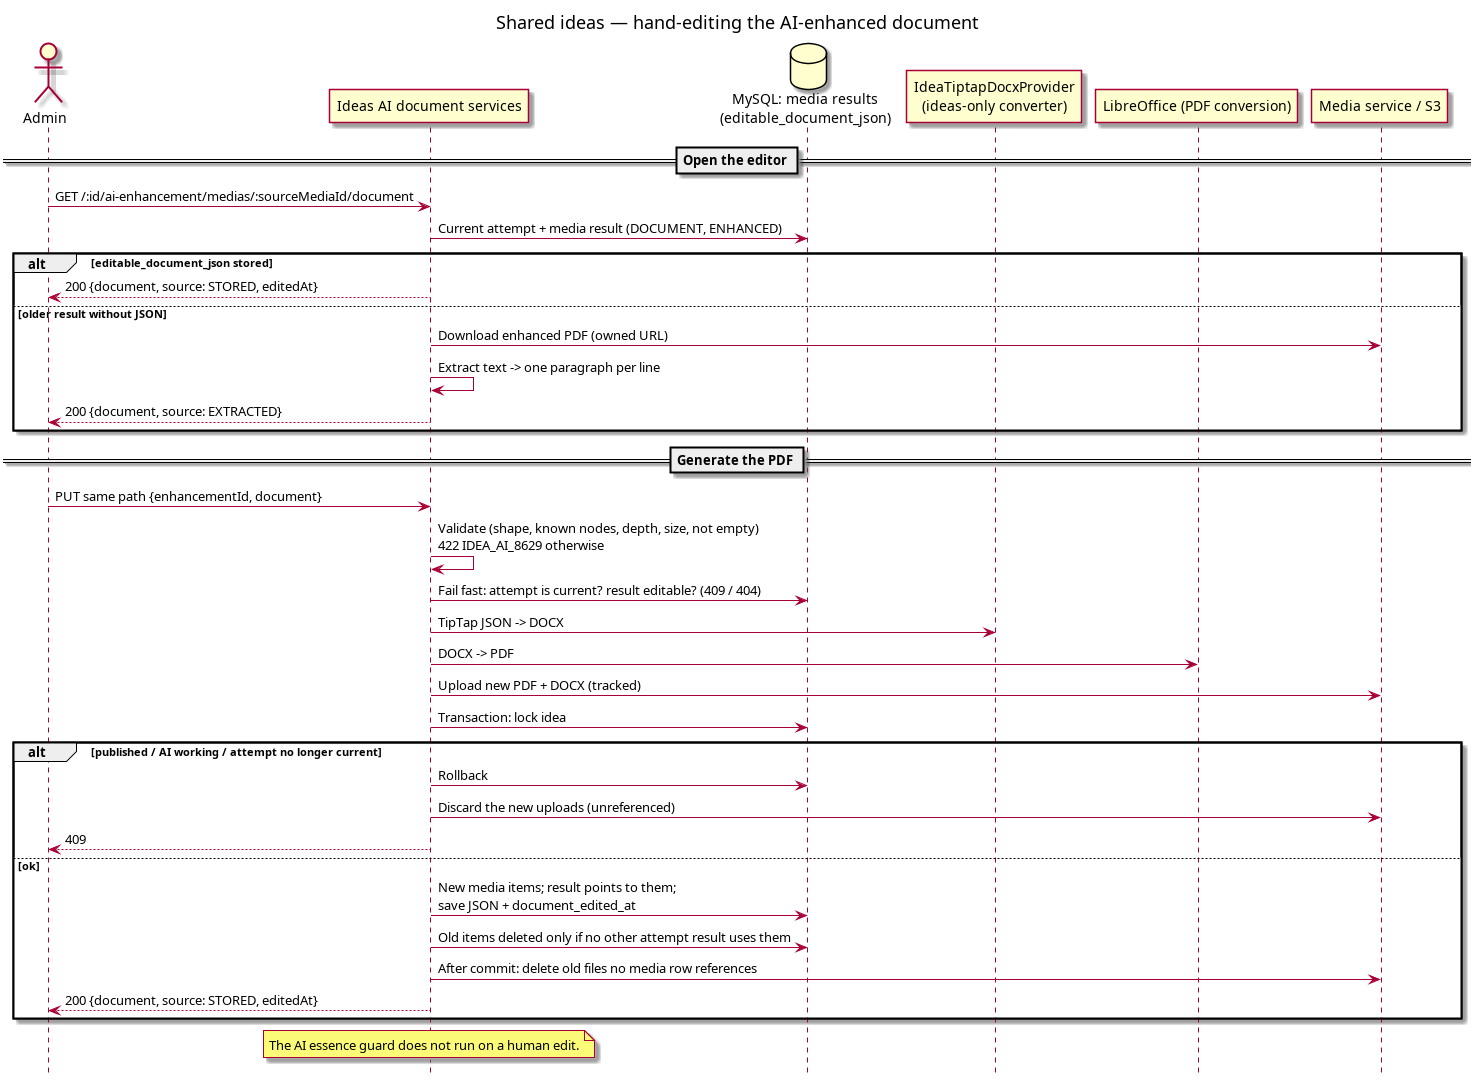 Shared ideas — hand-editing the AI-enhanced document
Admin
Ideas AI document services
MySQL: media results
(editable_document_json)
IdeaTiptapDocxProvider
(ideas-only converter)
LibreOffice (PDF conversion)
Media service / S3
Open the editor
GET /:id/ai-enhancement/medias/:sourceMediaId/document
Current attempt + media result (DOCUMENT, ENHANCED)
alt [editable_document_json stored]
200 {document, source: STORED, editedAt}
[older result without JSON]
Download enhanced PDF (owned URL)
Extract text -> one paragraph per line
200 {document, source: EXTRACTED}
Generate the PDF
PUT same path {enhancementId, document}
Validate (shape, known nodes, depth, size, not empty)
422 IDEA_AI_8629 otherwise
Fail fast: attempt is current? result editable? (409 / 404)
TipTap JSON -> DOCX
DOCX -> PDF
Upload new PDF + DOCX (tracked)
Transaction: lock idea
alt [published / AI working / attempt no longer current]
Rollback
Discard the new uploads (unreferenced)
409
[ok]
New media items; result points to them;
save JSON + document_edited_at
Old items deleted only if no other attempt result uses them
After commit: delete old files no media row references
200 {document, source: STORED, editedAt}
The AI essence guard does not run on a human edit.